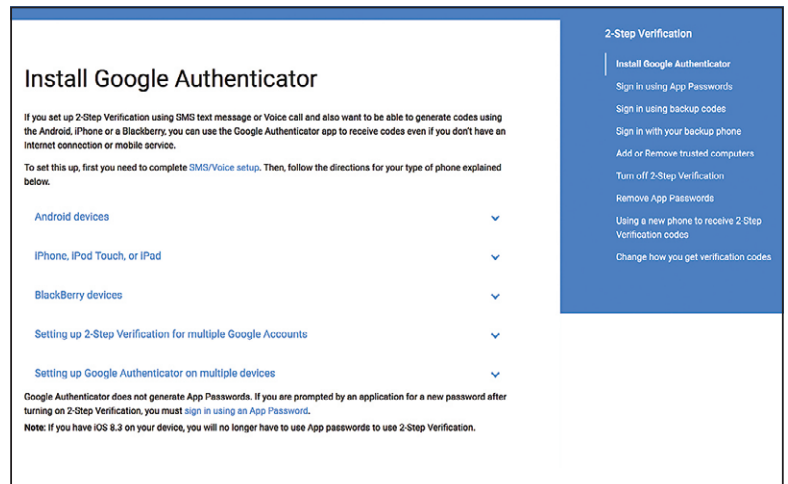 Install Google Authenticator
If you set up 2-Step Verification using SMS text message or Voice call and also want to be able to generate codes using
the Android, iPhone or a Blackberry, you can use the Google Authenticator app to receive codes even if you don't have an
Internet connection or mobile service.
To set this up, first you need to complete SMS/Voice setup. Then, follow the directions for your type of phone explained
below.
Android devices
iPhone, iPod Touch, or iPad
BlackBerry devices
Setting up 2-Step Verification for multiple Google Accounts
Setting up Google Authenticator on multiple devices
Google Authenticator does not generate App Passwords. If you are prompted by an application for a new password after
turning on 2-Step Verification, you must sign in using an App Password.
Note: If you have iOS 8.3 on your device, you will no longer have to use App passwords to use 2-Step Verification.
2-Step Verification
Install Google Authenticator
Sign in using App Passwords
Sign in using backup codes
Sign in with your backup phone
Add or Remove trusted computers
Turn off 2-Step Verification
Remove App Passwords
Using a new phone to receive 2 Step
Verification codes
Change how you get verification codes